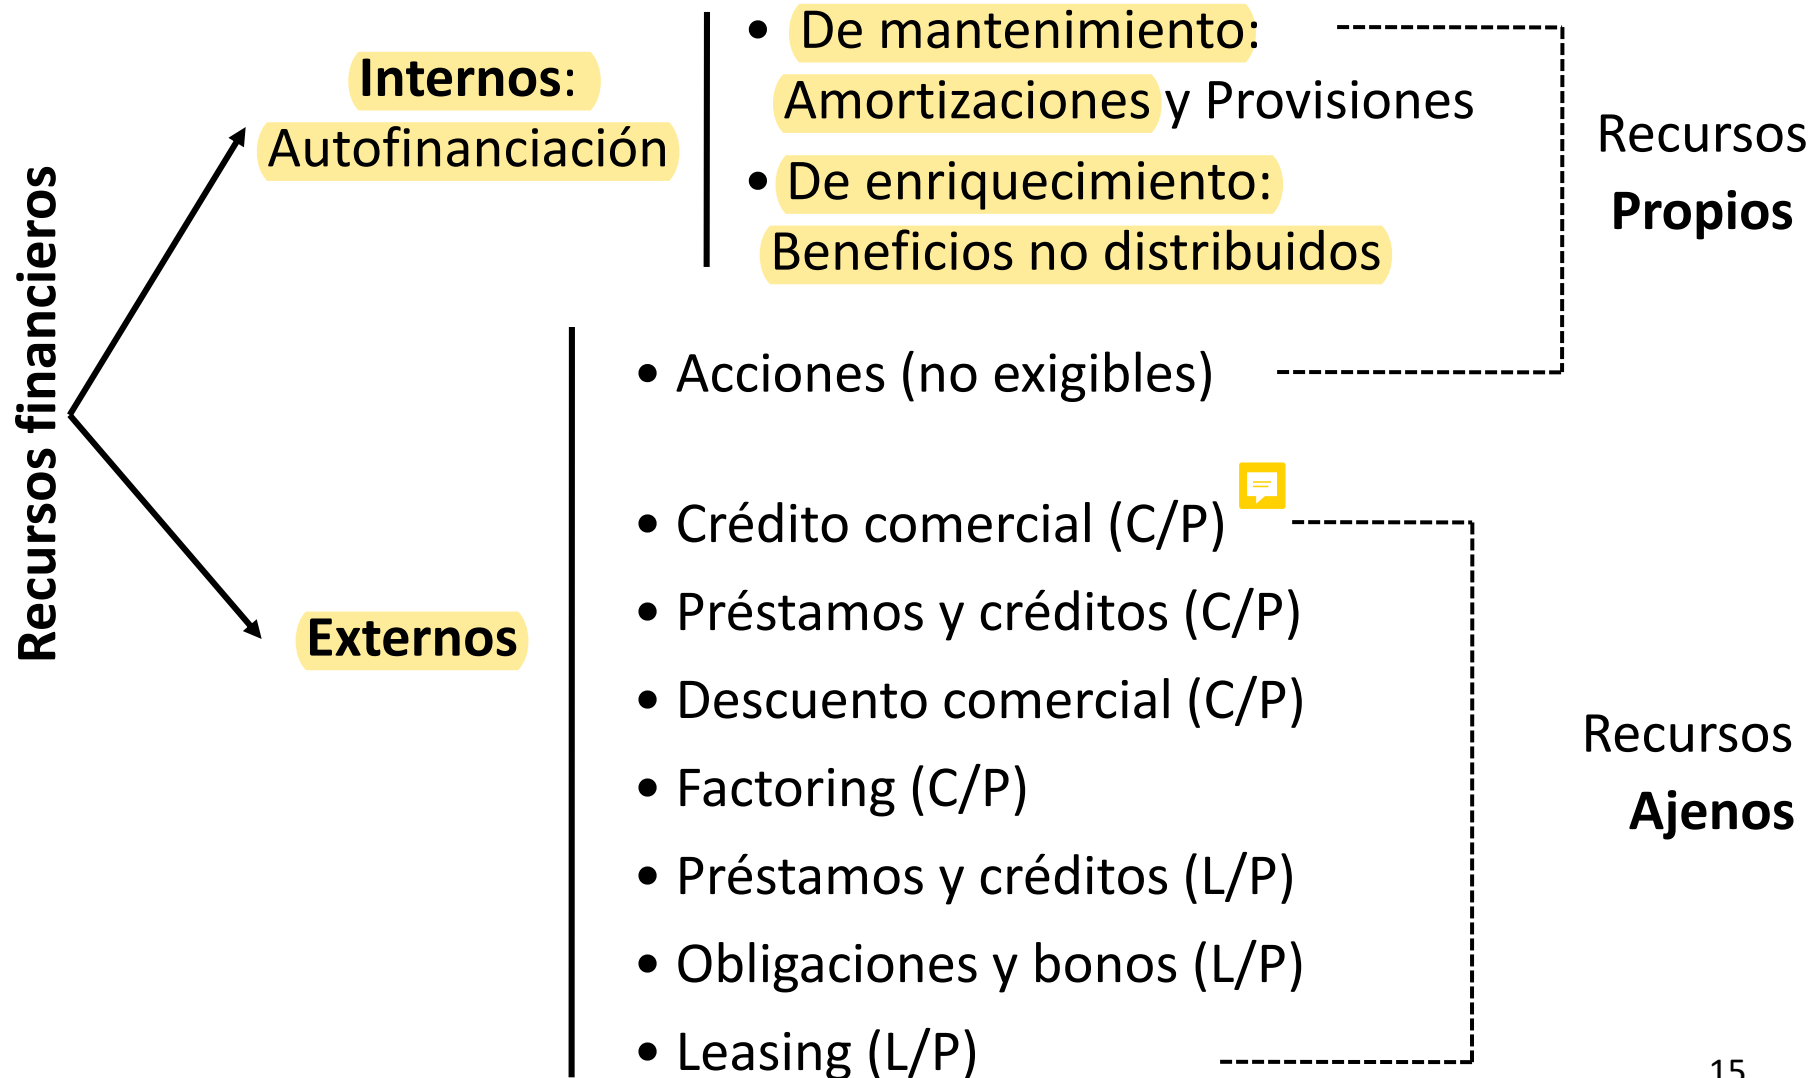 Recursos financieros
Internos:
Autofinanciación
• De mantenimiento:
Amortizaciones y Provisiones
• De enriquecimiento:
Beneficios no distribuidos
Recursos
Propios
Externos
• Acciones (no exigibles)
• Crédito comercial (C/P)
• Préstamos y créditos (C/P)
• Descuento comercial (C/P)
• Factoring (C/P)
• Préstamos y créditos (L/P)
• Obligaciones y bonos (L/P)
• Leasing (L/P)
Recursos
Ajenos
15